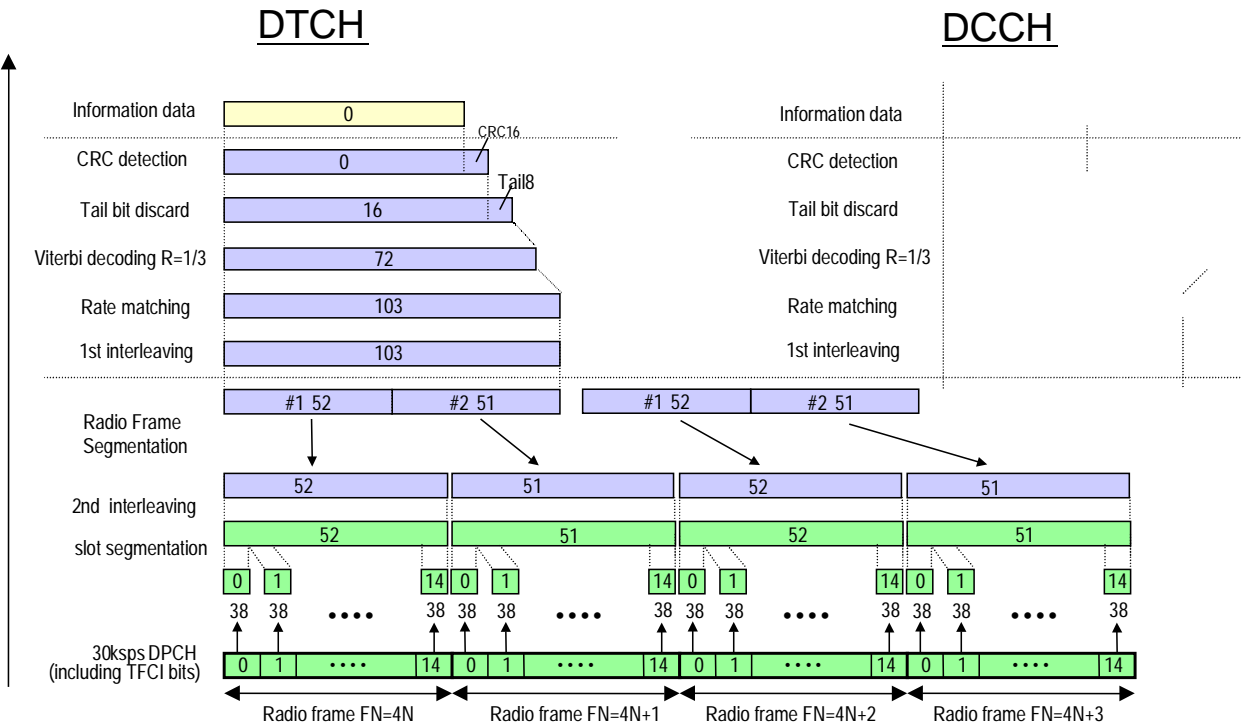 DTCH
DCCH
Information data
0
Information data
CRC16
CRC detection
0
CRC detection
Tail8
Tail bit discard
16
Tail bit discard
Viterbi decoding R=1/3
72
Viterbi decoding R=1/3
Rate matching
103
Rate matching
1st interleaving
103
1st interleaving
#1 52
#2 51
#1 52
#2 51
Radio Frame
Segmentation
52
51
52
51
2nd interleaving
52
51
52
51
slot segmentation
0 1 14 0 1 14 0 1 14 0 1 14
38 38 •••• 38 38 38 •••• 38 38 38 •••• 38 38 38 •••• 38
30ksps DPCH
(including TFCI bits)
0 1 •••• 14 0 1 •••• 14 0 1 •••• 14 0 1 •••• 14
Radio frame FN=4N
Radio frame FN=4N+1
Radio frame FN=4N+2
Radio frame FN=4N+3